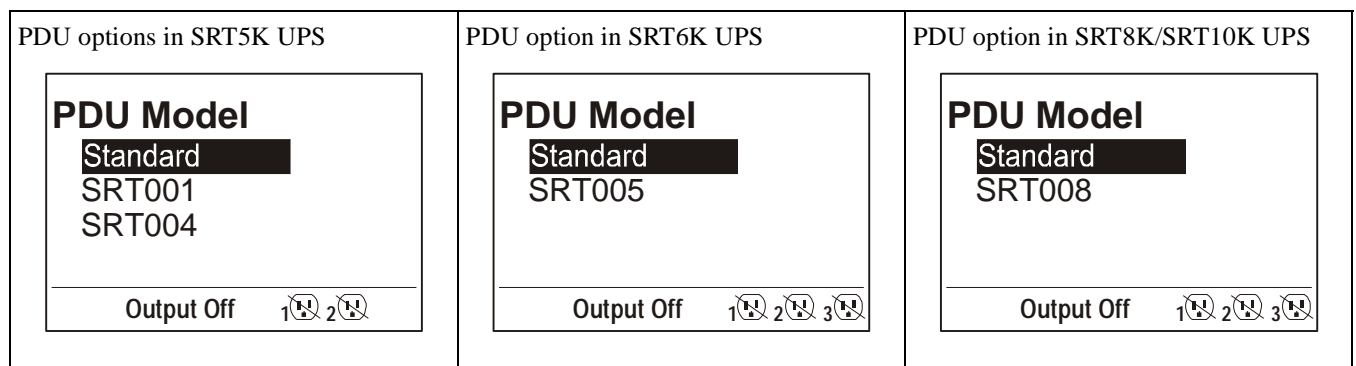 PDU options in SRT5K UPS
PDU Model
Standard
SRT001
SRT004
Output Off 1 2
PDU option in SRT6K UPS
PDU Model
Standard
SRT005
Output Off 1 2 3
PDU option in SRT8K/SRT10K UPS
PDU Model
Standard
SRT008
Output Off 1 2 3